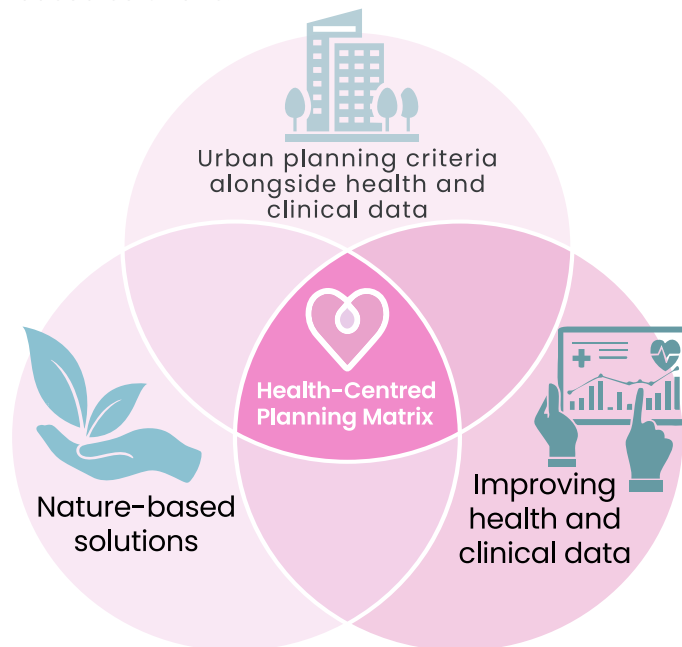 Urban planning criteria
alongside health and
clinical data
Health-Centred
Planning Matrix
Nature-based
solutions
Improving
health and
clinical data